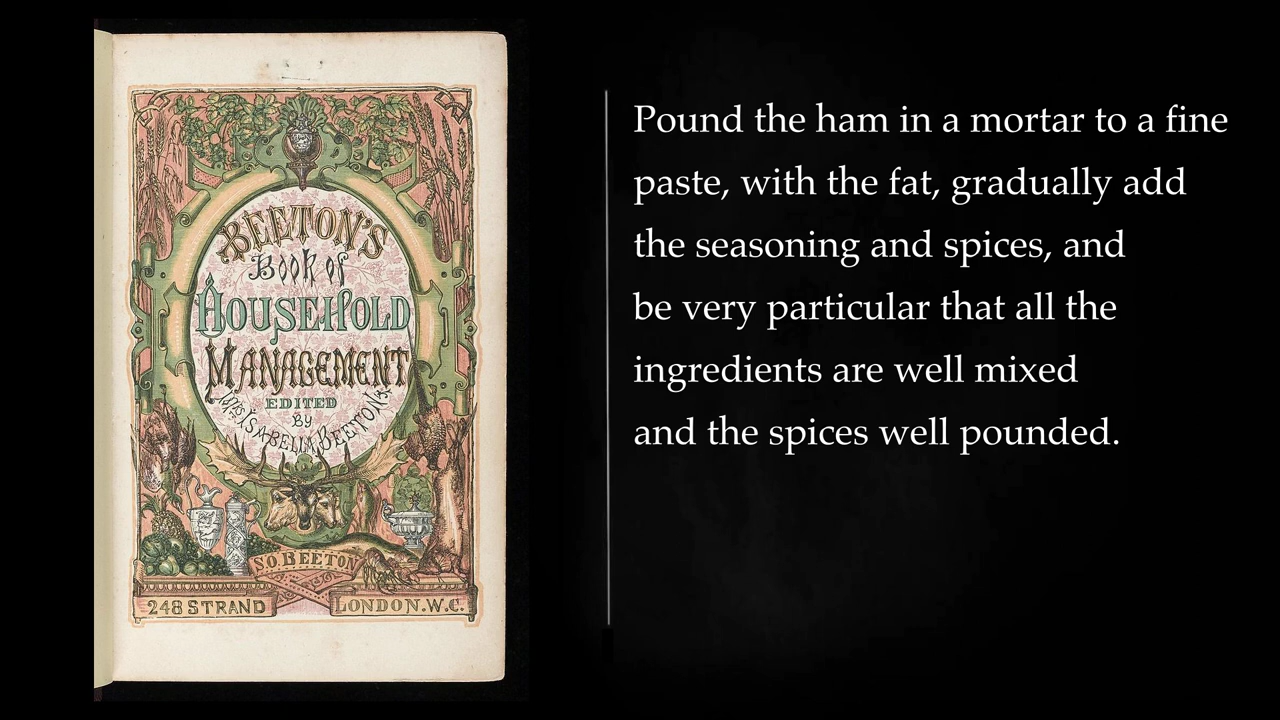 BEETON'S
Book of
HOUSEHOLD
MANAGEMENT
EDITED
By
MRS ISABELLA BEETON
S.O. BEETON
248 STRAND
LONDON. W.C.
Pound the ham in a mortar to a fine
paste, with the fat, gradually add
the seasoning and spices, and
be very particular that all the
ingredients are well mixed
and the spices well pounded.